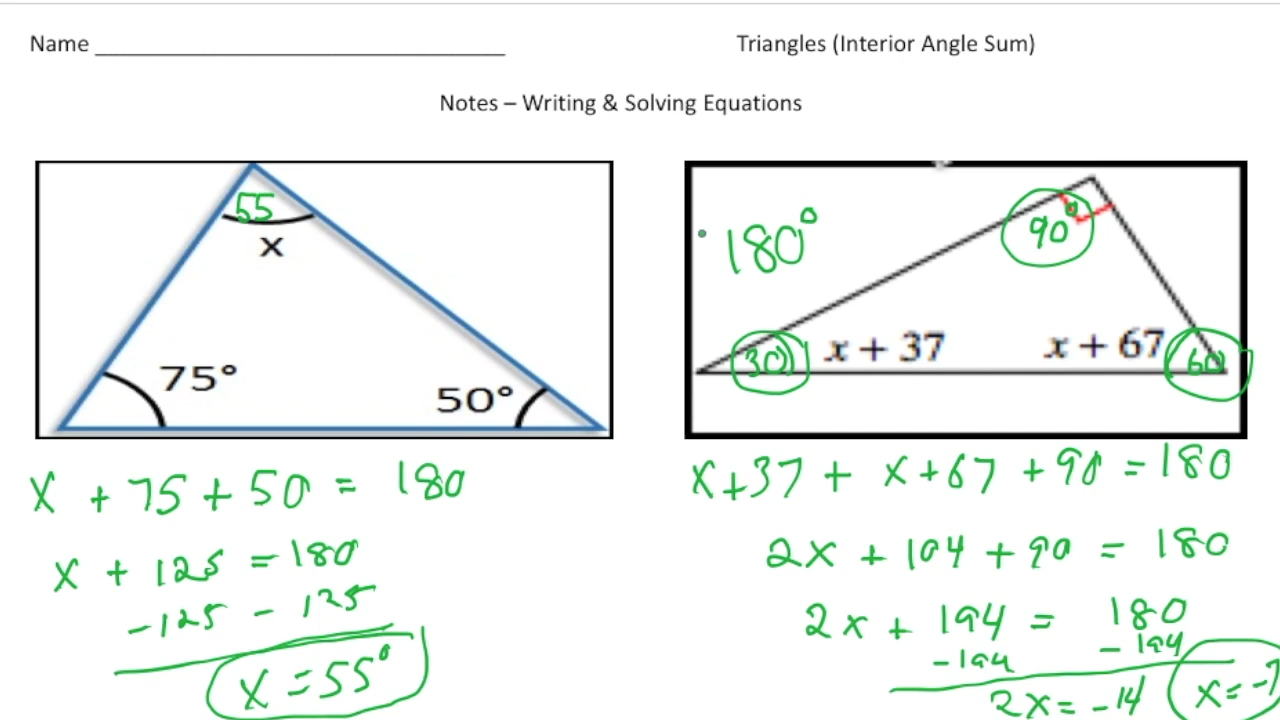 Name ________________________________ Triangles (Interior Angle Sum)
Notes – Writing & Solving Equations
55
x
75°
50°
180°
90°
30
x + 37
x + 67
60
x + 75 + 50 = 180
x + 125 = 180
-125 - 125
x = 55°
x+37 + x+67 +90 = 180
2x + 104 + 90 = 180
2x + 194 = 180
-194 - 194
2x = -14
x = -7